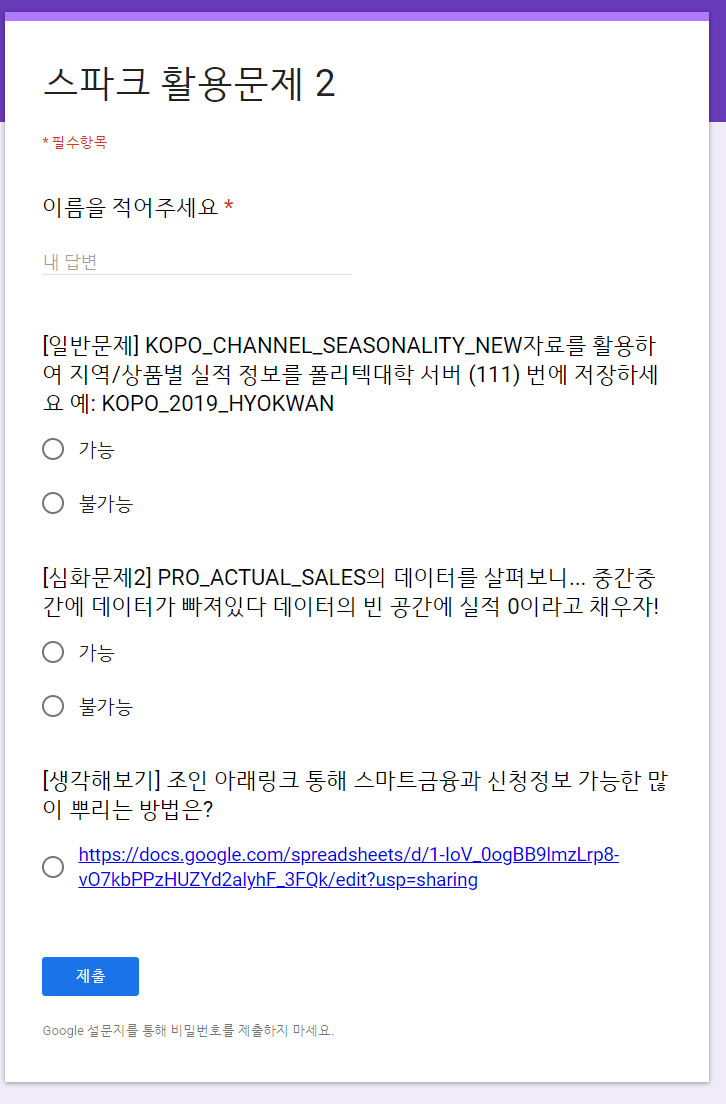 스파크 활용문제 2
* 필수항목
이름을 적어주세요 *
내 답변
[일반문제] KOPO_CHANNEL_SEASONALITY_NEW자료를 활용하
여 지역/상품별 실적 정보를 폴리텍대학 서버 (111) 번에 저장하세
요 예: KOPO_2019_HYOKWAN
가능
불가능
[심화문제2] PRO_ACTUAL_SALES의 데이터를 살펴보니... 중간중
간에 데이터가 빠져있다 데이터의 빈 공간에 실적 0이라고 채우자!
가능
불가능
[생각해보기] 조인 아래링크 통해 스마트금융과 신청정보 가능한 많
이 뿌리는 방법은?
https://docs.google.com/spreadsheets/d/1-IoV_0ogBB9lmzLrp8-
vO7kbPPzHUZYd2alyhF_3FQk/edit?usp=sharing
제출
Google 설문지를 통해 비밀번호를 제출하지 마세요.